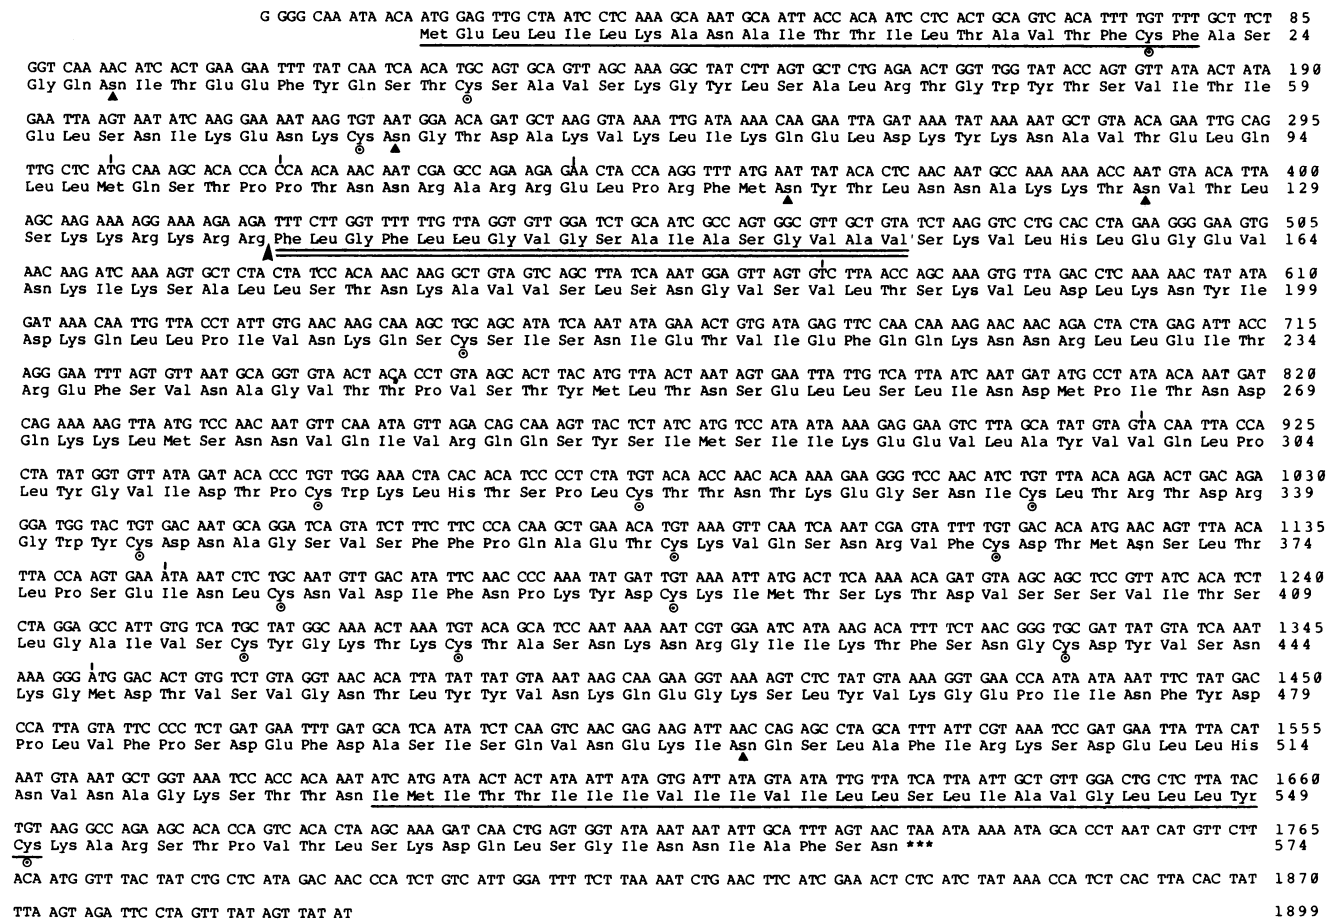 G GGG CAA ATA ACA ATG GAG TTG CTA ATC CTC AAA GCA AAT GCA ATT ACC ACA ATC CTC ACT GCA GTC ACA TTT TGT TTT GCT TCT 85
Met Glu Leu Leu Ile Leu Lys Ala Asn Ala Ile Thr Thr Ile Leu Thr Ala Val Thr Phe Cys Phe Ala Ser 24
GGT CAA AAC ATC ACT GAA GAA TTT TAT CAA TCA ACA TGC AGT GCA GTT AGC AAA GGC TAT CTT AGT GCT CTG AGA ACT GGT TGG TAT ACC AGT GTT ATA ACT ATA 190
Gly Gln Asn Ile Thr Glu Glu Phe Tyr Gln Ser Thr Cys Ser Ala Val Ser Lys Gly Tyr Leu Ser Ala Leu Arg Thr Gly Trp Tyr Thr Ser Val Ile Thr Ile 59
GAA TTA AGT AAT ATC AAG GAA AAT AAG TGT AAT GGA ACA GAT GCT AAG GTA AAA TTG ATA AAA CAA GAA TTA GAT AAA TAT AAA AAT GCT GTA ACA GAA TTG CAG 295
Glu Leu Ser Asn Ile Lys Glu Asn Lys Cys Asn Gly Thr Asp Ala Lys Val Lys Leu Ile Lys Gln Glu Leu Asp Lys Tyr Lys Asn Ala Val Thr Glu Leu Gln 94
TTG CTC ATG CAA AGC ACA CCA CCA ACA AAC AAT CGA GCC AGA AGA GAA CTA CCA AGG TTT ATG AAT TAT ACA CTC AAC AAT GCC AAA AAA ACC AAT GTA ACA TTA 400
Leu Leu Met Gln Ser Thr Pro Pro Thr Asn Asn Arg Ala Arg Arg Glu Leu Pro Arg Phe Met Asn Tyr Thr Leu Asn Asn Ala Lys Lys Thr Asn Val Thr Leu 129
AGC AAG AAA AGG AAA AGA AGA TTT CTT GGT TTT TTG TTA GGT GTT GGA TCT GCA ATC GCC AGT GGC GTT GCT GTA TCT AAG GTC CTG CAC CTA GAA GGG GAA GTG 505
Ser Lys Lys Arg Lys Arg Arg Phe Leu Gly Phe Leu Leu Gly Val Gly Ser Ala Ile Ala Ser Gly Val Ala Val Ser Lys Val Leu His Leu Glu Gly Glu Val 164
AAC AAG ATC AAA AGT GCT CTA CTA TCC ACA AAC AAG GCT GTA GTC AGC TTA TCA AAT GGA GTT AGT GTC TTA ACC AGC AAA GTG TTA GAC CTC AAA AAC TAT ATA 610
Asn Lys Ile Lys Ser Ala Leu Leu Ser Thr Asn Lys Ala Val Val Ser Leu Ser Asn Gly Val Ser Val Leu Thr Ser Lys Val Leu Asp Leu Lys Asn Tyr Ile 199
GAT AAA CAA TTG TTA CCT ATT GTG AAC AAG CAA AGC TGC AGC ATA TCA AAT ATA GAA ACT GTG ATA GAG TTC CAA CAA AAG AAC AAC AGA CTA CTA GAG ATT ACC 715
Asp Lys Gln Leu Leu Pro Ile Val Asn Lys Gln Ser Cys Ser Ile Ser Asn Ile Glu Thr Val Ile Glu Phe Gln Gln Lys Asn Asn Arg Leu Leu Glu Ile Thr 234
AGG GAA TTT AGT GTT AAT GCA GGT GTA ACT ACA CCT GTA AGC ACT TAC ATG TTA ACT AAT AGT GAA TTA TTG TCA TTA ATC AAT GAT ATG CCT ATA ACA AAT GAT 820
Arg Glu Phe Ser Val Asn Ala Gly Val Thr Thr Pro Val Ser Thr Tyr Met Leu Thr Asn Ser Glu Leu Leu Ser Leu Ile Asn Asp Met Pro Ile Thr Asn Asp 269
CAG AAA AAG TTA ATG TCC AAC AAT GTT CAA ATA GTT AGA CAG CAA AGT TAC TCT ATC ATG TCC ATA ATA AAA GAG GAA GTC TTA GCA TAT GTA GTA CAA TTA CCA 925
Gln Lys Lys Leu Met Ser Asn Asn Val Gln Ile Val Arg Gln Gln Ser Tyr Ser Ile Met Ser Ile Ile Lys Glu Glu Val Leu Ala Tyr Val Val Gln Leu Pro 304
CTA TAT GGT GTT ATA GAT ACA CCC TGT TGG AAA CTA CAC ACA TCC CCT CTA TGT ACA ACC AAC ACA AAA GAA GGG TCC AAC ATC TGT TTA ACA AGA ACT GAC AGA 1030
Leu Tyr Gly Val Ile Asp Thr Pro Cys Trp Lys Leu His Thr Ser Pro Leu Cys Thr Thr Asn Thr Lys Glu Gly Ser Asn Ile Cys Leu Thr Arg Thr Asp Arg 339
GGA TGG TAC TGT GAC AAT GCA GGA TCA GTA TCT TTC TTC CCA CAA GCT GAA ACA TGT AAA GTT CAA TCA AAT CGA GTA TTT TGT GAC ACA ATG AAC AGT TTA ACA 1135
Gly Trp Tyr Cys Asp Asn Ala Gly Ser Val Ser Phe Phe Pro Gln Ala Glu Thr Cys Lys Val Gln Ser Asn Arg Val Phe Cys Asp Thr Met Asn Ser Leu Thr 374
TTA CCA AGT GAA ATA AAT CTC TGC AAT GTT GAC ATA TTC AAC CCC AAA TAT GAT TGT AAA ATT ATG ACT TCA AAA ACA GAT GTA AGC AGC TCC GTT ATC ACA TCT 1240
Leu Pro Ser Glu Ile Asn Leu Cys Asn Val Asp Ile Phe Asn Pro Lys Tyr Asp Cys Lys Ile Met Thr Ser Lys Thr Asp Val Ser Ser Ser Val Ile Thr Ser 409
CTA GGA GCC ATT GTG TCA TGC TAT GGC AAA ACT AAA TGT ACA GCA TCC AAT AAA AAT CGT GGA ATC ATA AAG ACA TTT TCT AAC GGG TGC GAT TAT GTA TCA AAT 1345
Leu Gly Ala Ile Val Ser Cys Tyr Gly Lys Thr Lys Cys Thr Ala Ser Asn Lys Asn Arg Gly Ile Ile Lys Thr Phe Ser Asn Gly Cys Asp Tyr Val Ser Asn 444
AAA GGG ATG GAC ACT GTG TCT GTA GGT AAC ACA TTA TAT TAT GTA AAT AAG CAA GAA GGT AAA AGT CTC TAT GTA AAA GGT GAA CCA ATA ATA AAT TTC TAT GAC 1450
Lys Gly Met Asp Thr Val Ser Val Gly Asn Thr Leu Tyr Tyr Val Asn Lys Gln Glu Gly Lys Ser Leu Tyr Val Lys Gly Glu Pro Ile Ile Asn Phe Tyr Asp 479
CCA TTA GTA TTC CCC TCT GAT GAA TTT GAT GCA TCA ATA TCT CAA GTC AAC GAG AAG ATT AAC CAG AGC CTA GCA TTT ATT CGT AAA TCC GAT GAA TTA TTA CAT 1555
Pro Leu Val Phe Pro Ser Asp Glu Phe Asp Ala Ser Ile Ser Gln Val Asn Glu Lys Ile Asn Gln Ser Leu Ala Phe Ile Arg Lys Ser Asp Glu Leu Leu His 514
AAT GTA AAT GCT GGT AAA TCC ACC ACA AAT ATC ATG ATA ACT ACT ATA ATT ATA GTG ATT ATA GTA ATA TTG TTA TCA TTA ATT GCT GTT GGA CTG CTC TTA TAC 1660
Asn Val Asn Ala Gly Lys Ser Thr Thr Asn Ile Met Ile Thr Thr Ile Ile Ile Val Ile Ile Val Ile Leu Leu Ser Leu Ile Ala Val Gly Leu Leu Leu Tyr 549
TGT AAG GCC AGA AGC ACA CCA GTC ACA CTA AGC AAA GAT CAA CTG AGT GGT ATA AAT AAT ATT GCA TTT AGT AAC TAA ATA AAA ATA GCA CCT AAT CAT GTT CTT 1765
Cys Lys Ala Arg Ser Thr Pro Val Thr Leu Ser Lys Asp Gln Leu Ser Gly Ile Asn Asn Ile Ala Phe Ser Asn *** 574
ACA ATG GTT TAC TAT CTG CTC ATA GAC AAC CCA TCT GTC ATT GGA TTT TCT TAA AAT CTG AAC TTC ATC GAA ACT CTC ATC TAT AAA CCA TCT CAC TTA CAC TAT 1870
TTA AGT AGA TTC CTA GTT TAT AGT TAT AT 1899